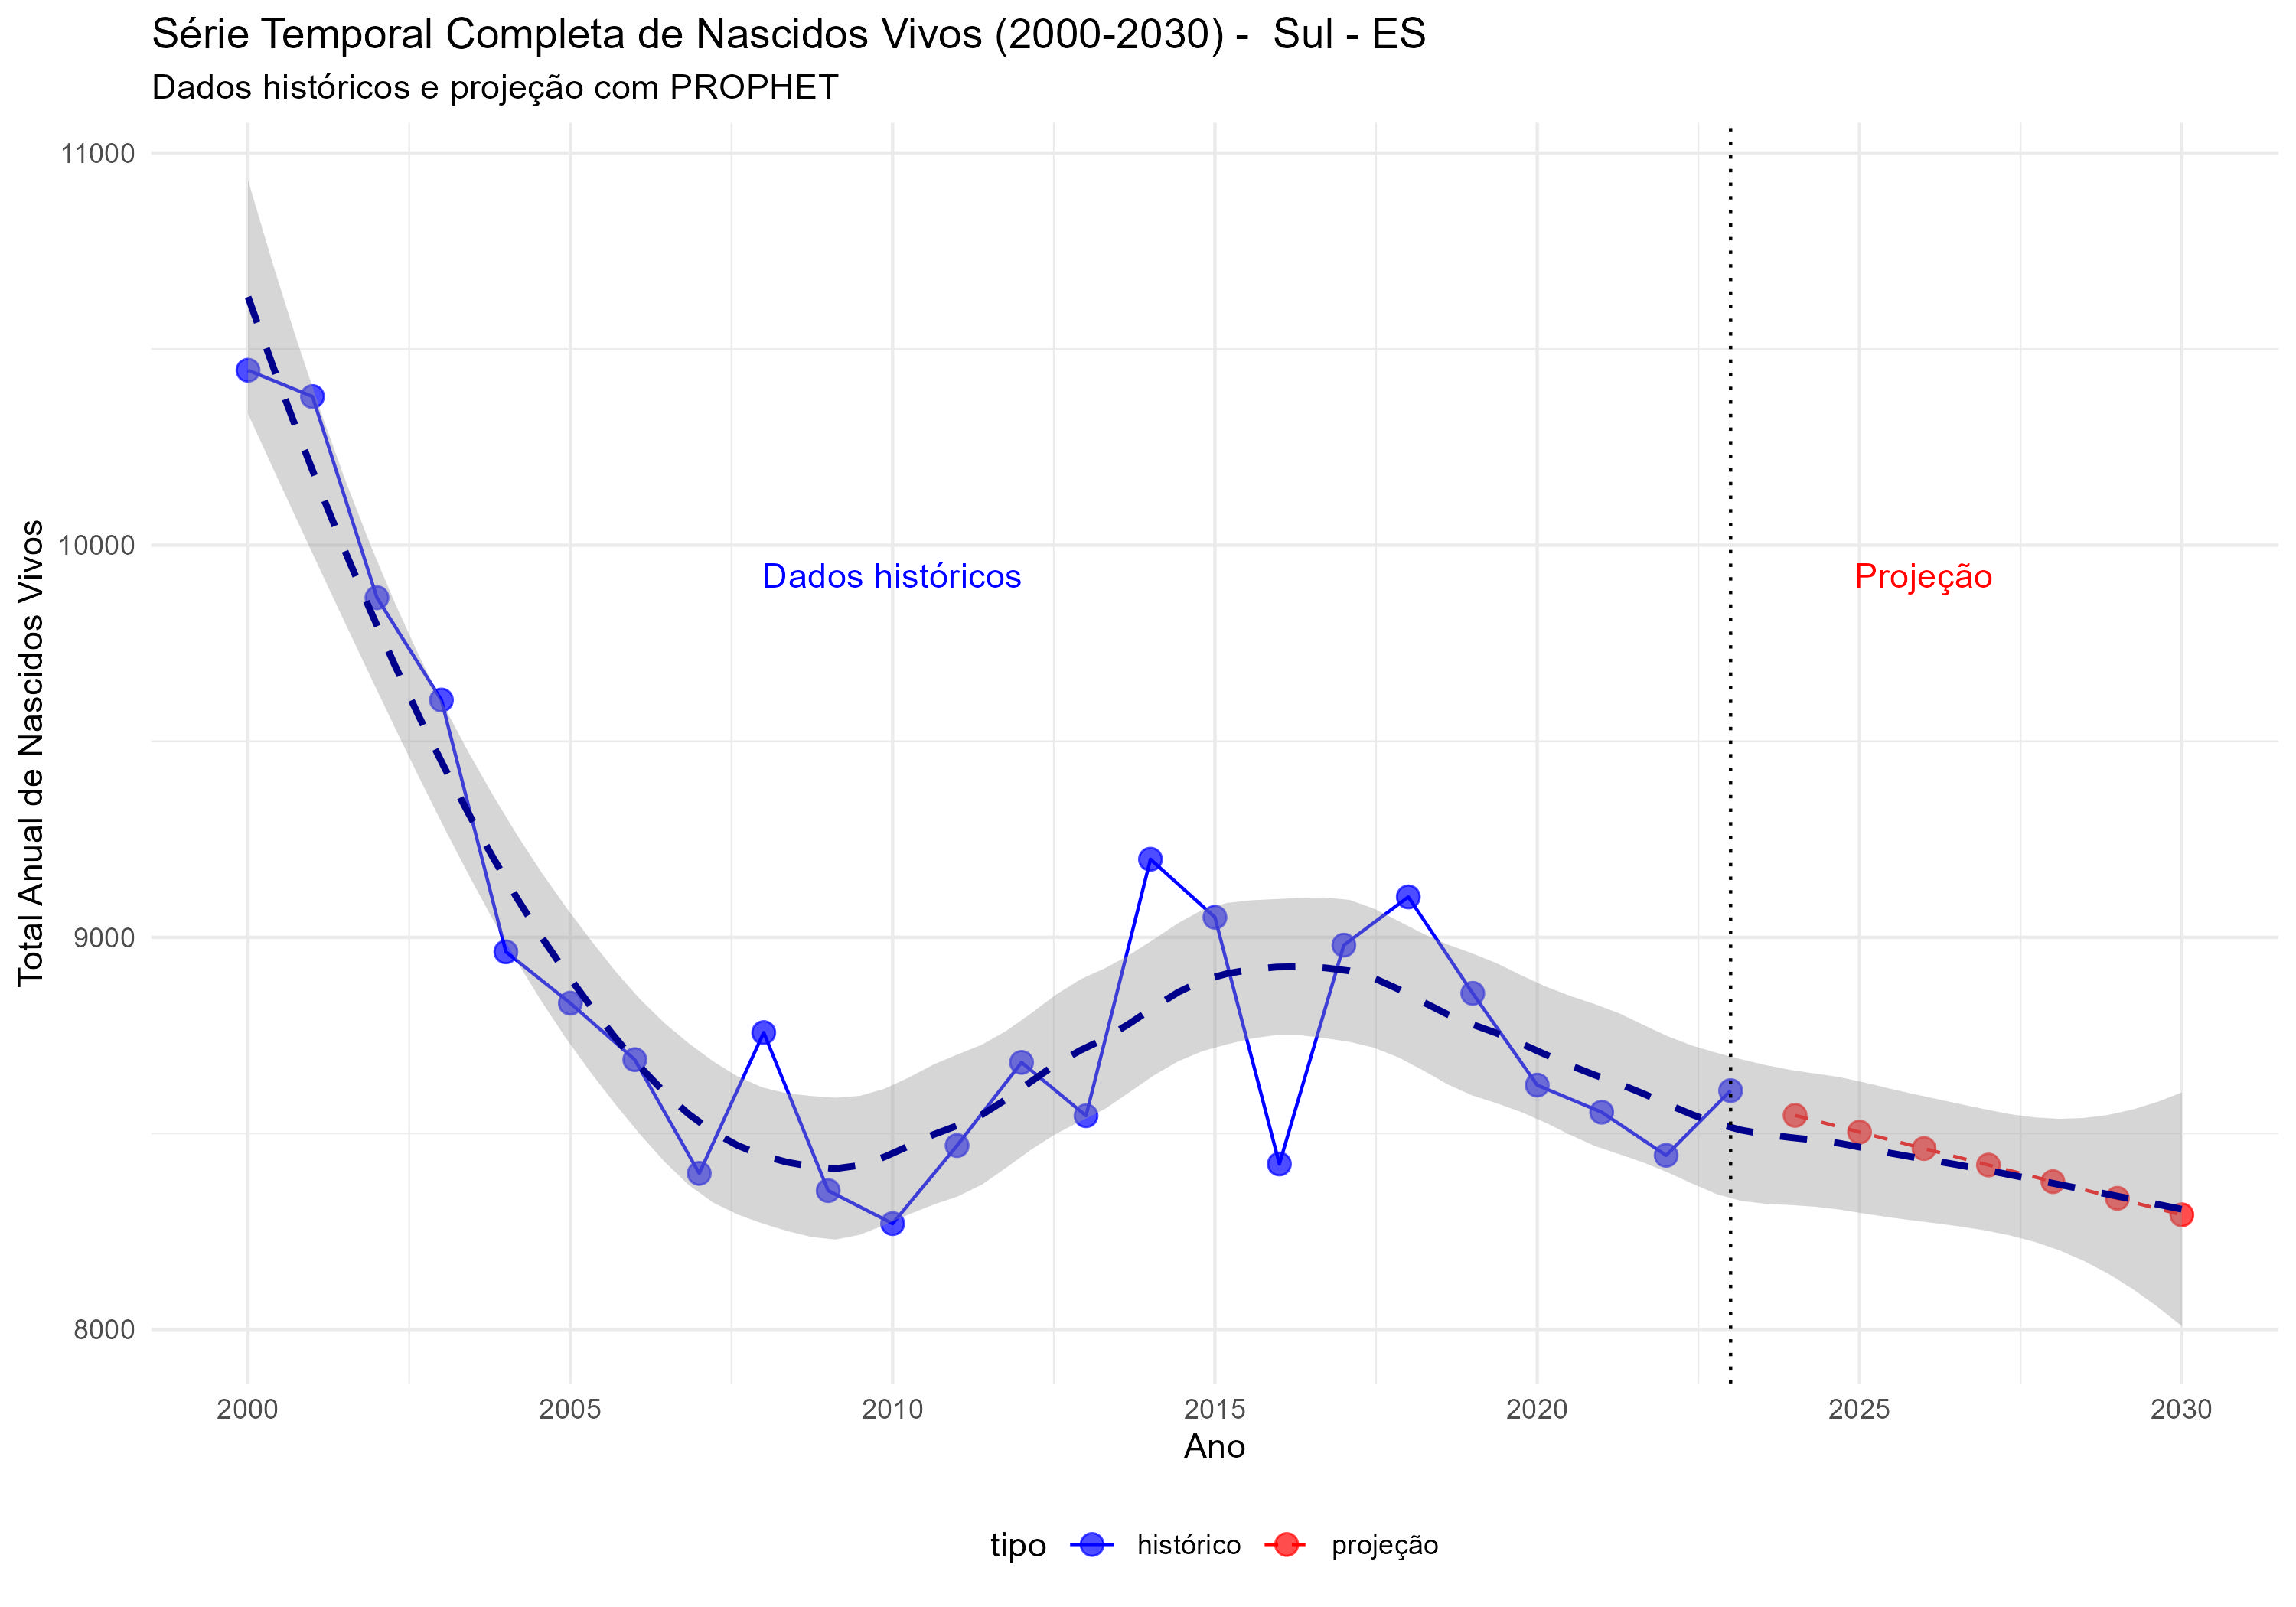 Série Temporal Completa de Nascidos Vivos (2000-2030) -  Sul - ES
Dados históricos e projeção com PROPHET
Total Anual de Nascidos Vivos
11000
10000
9000
8000
Dados históricos
Projeção
2000 2005 2010 2015 2020 2025 2030
Ano
tipo histórico projeção